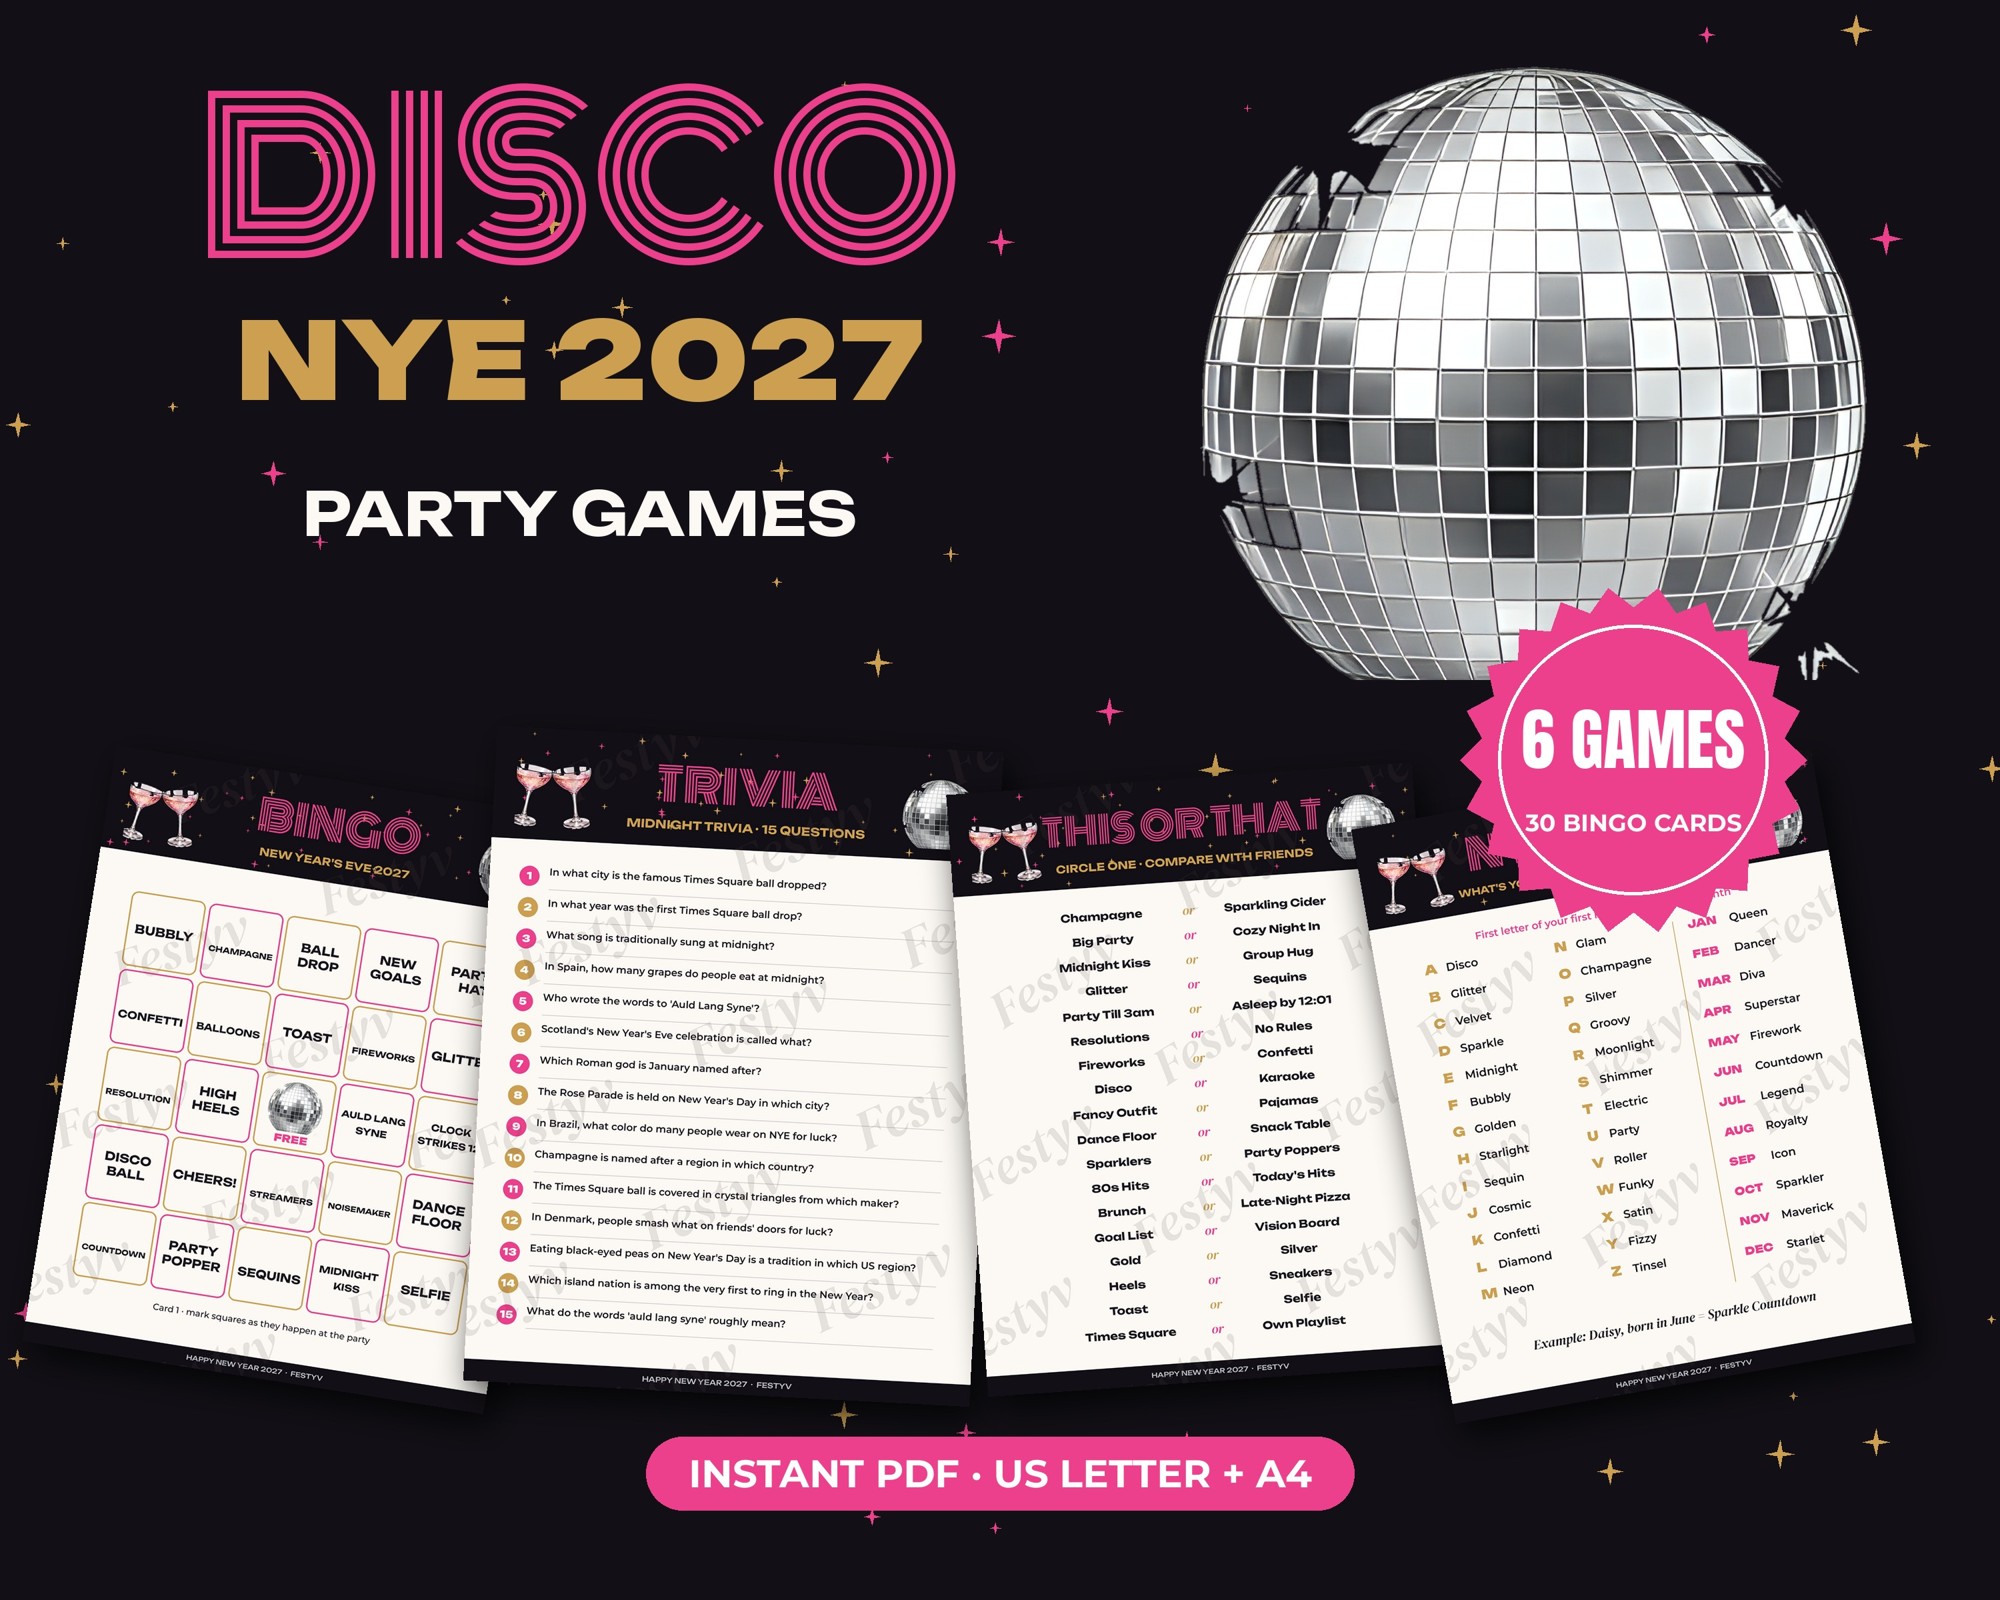 DISCO
NYE 2027
PARTY GAMES
6 GAMES
30 BINGO CARDS
BINGO
NEW YEAR'S EVE 2027
BUBBLY
CHAMPAGNE
BALL DROP
NEW GOALS
CONFETTI
BALLOONS
TOAST
FIREWORKS
RESOLUTION
HIGH HEELS
FREE
AULD LANG SYNE
CLOCK STRIKES
DISCO BALL
CHEERS!
STREAMERS
NOISEMAKER
DANCE FLOOR
COUNTDOWN
PARTY POPPER
SEQUINS
MIDNIGHT KISS
SELFIE
Card 1 · mark squares as they happen at the party
HAPPY NEW YEAR 2027 · FESTYV
TRIVIA
MIDNIGHT TRIVIA · 15 QUESTIONS
1 In what city is the famous Times Square ball dropped?
2 In what year was the first Times Square ball drop?
3 What song is traditionally sung at midnight?
4 In Spain, how many grapes do people eat at midnight?
5 Who wrote the words to 'Auld Lang Syne'?
6 Scotland's New Year's Eve celebration is called what?
7 Which Roman god is January named after?
8 The Rose Parade is held on New Year's Day in which city?
9 In Brazil, what color do many people wear on NYE for luck?
10 Champagne is named after a region in which country?
11 The Times Square ball is covered in crystal triangles from which maker?
12 In Denmark, people smash what on friends' doors for luck?
13 Eating black-eyed peas on New Year's Day is a tradition in which US region?
14 Which island nation is among the very first to ring in the New Year?
15 What do the words 'auld lang syne' roughly mean?
HAPPY NEW YEAR 2027 · FESTYV
THIS OR THAT
CIRCLE ONE · COMPARE WITH FRIENDS
Champagne or Sparkling Cider
Big Party or Cozy Night In
Midnight Kiss or Group Hug
Glitter or Sequins
Party Till 3am or Asleep by 12:01
Resolutions or No Rules
Fireworks or Confetti
Disco or Karaoke
Fancy Outfit or Pajamas
Dance Floor or Snack Table
Sparklers or Party Poppers
80s Hits or Today's Hits
Brunch or Late-Night Pizza
Goal List or Vision Board
Gold or Silver
Heels or Sneakers
Toast or Selfie
Times Square or Own Playlist
HAPPY NEW YEAR 2027 · FESTYV
WHAT'S
First letter of your first
A Disco
B Glitter
C Velvet
D Sparkle
E Midnight
F Bubbly
G Golden
H Starlight
I Sequin
J Cosmic
K Confetti
L Diamond
M Neon
N Glam
O Champagne
P Silver
Q Groovy
R Moonlight
S Shimmer
T Electric
U Party
V Roller
W Funky
X Satin
Y Fizzy
Z Tinsel
JAN Queen
FEB Dancer
MAR Diva
APR Superstar
MAY Firework
JUN Countdown
JUL Legend
AUG Royalty
SEP Icon
OCT Sparkler
NOV Maverick
DEC Starlet
Example: Daisy, born in June = Sparkle Countdown
HAPPY NEW YEAR 2027 · FESTYV
INSTANT PDF · US LETTER + A4